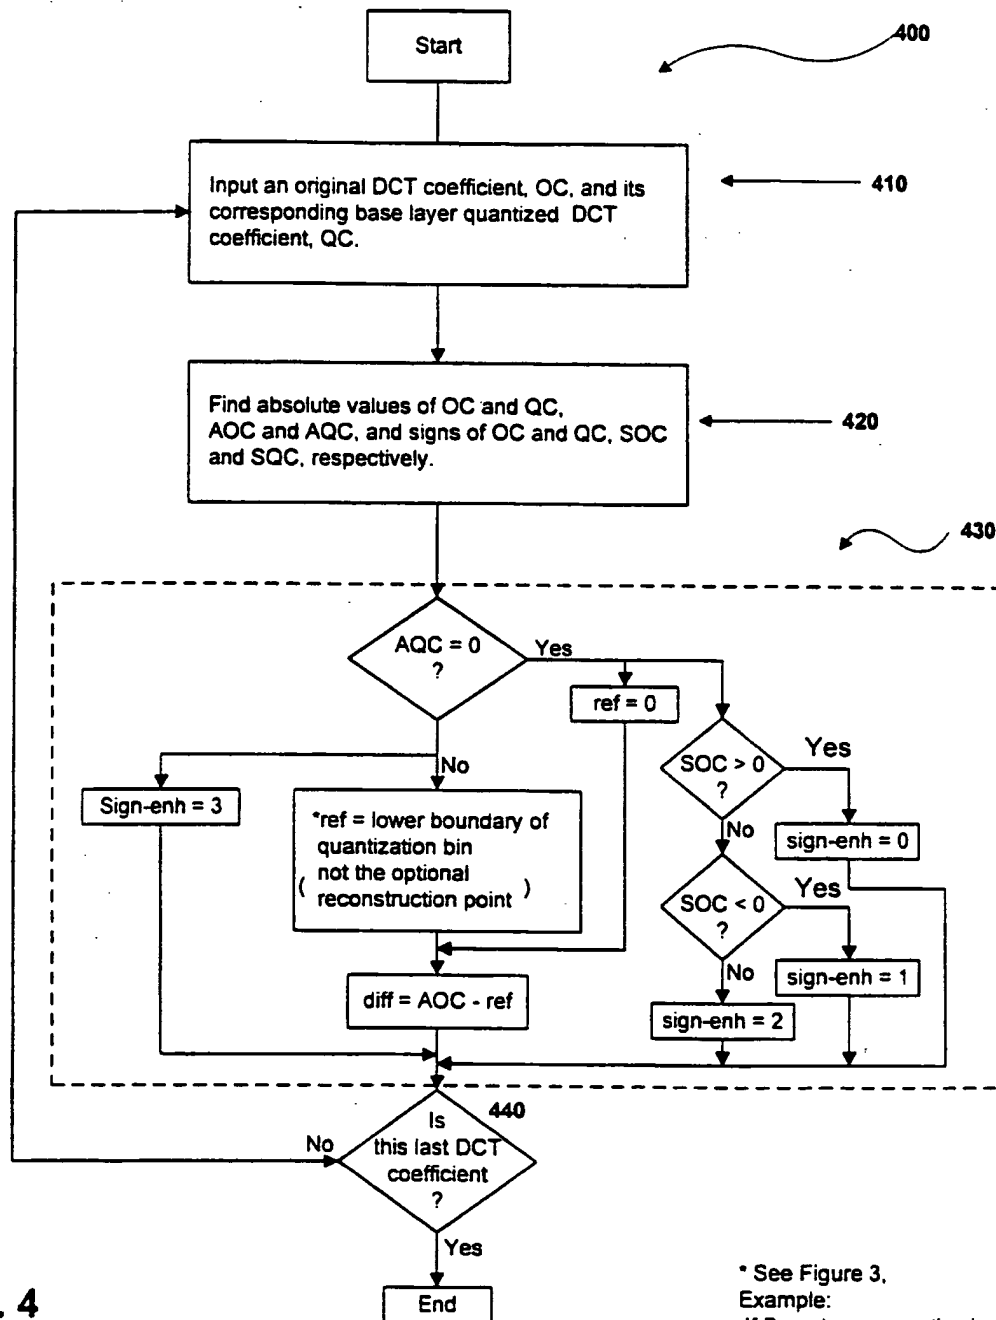 Start
400
Input an original DCT coefficient, OC, and its
corresponding base layer quantized DCT
coefficient, QC.
410
Find absolute values of OC and QC,
AOC and AQC, and signs of OC and QC, SOC
and SQC, respectively.
420
430
AQC = 0
?
Yes
ref = 0
SOC > 0
?
Yes
No
Sign-enh = 3
*ref = lower boundary of
quantization bin
( not the optional
reconstruction point )
No
sign-enh = 0
SOC < 0
?
Yes
No
sign-enh = 1
diff = AOC - ref
sign-enh = 2
440
Is
this last DCT
coefficient
?
No
Yes
End
. 4
* See Figure 3,
Example: